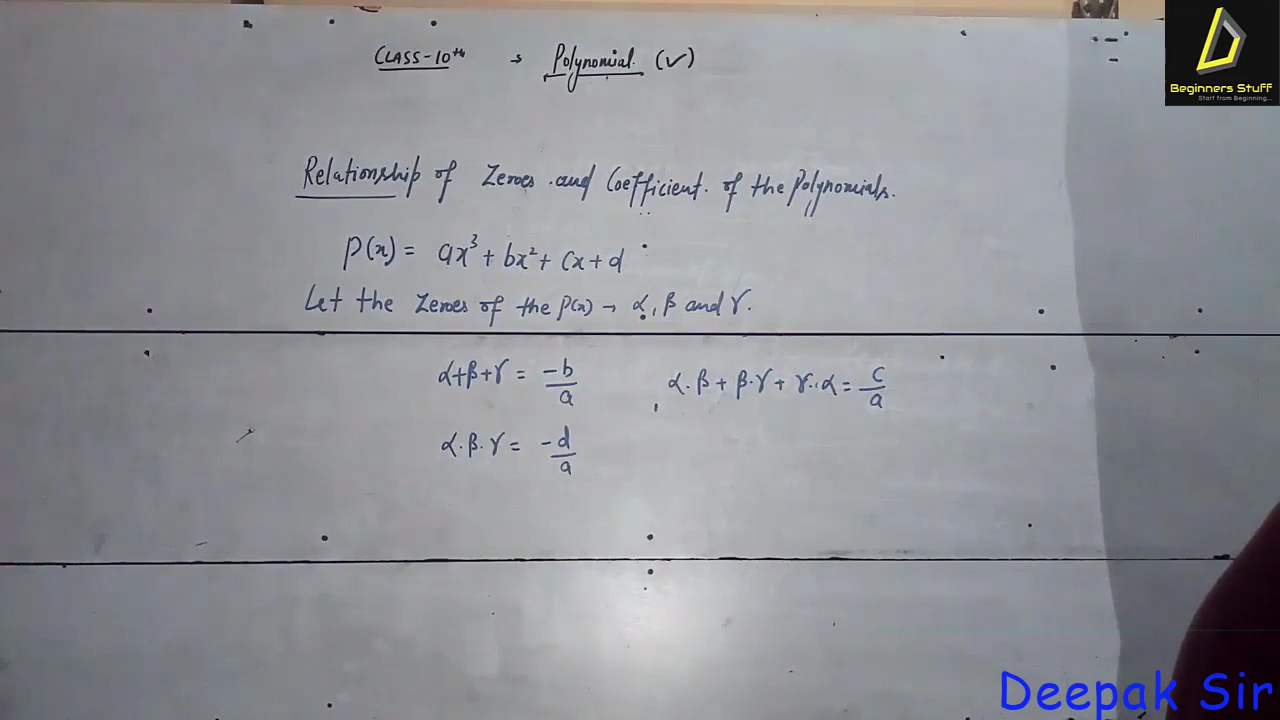 CLASS-10th → Polynomial (V)
Beginners Stuff
Start from Beginning...
Relationship of Zeroes and Coefficient of the Polynomials.
P(x) = ax³ + bx² + cx + d
Let the Zeroes of the P(x) → α, β and γ.
α+β+γ = -b/a
α.β + β.γ + γ.α = c/a
α.β.γ = -d/a
Deepak Sir